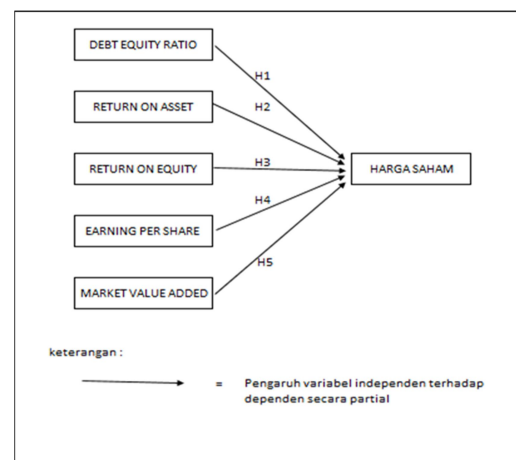 DEBT EQUITY RATIO
H1
RETURN ON ASSET
H2
RETURN ON EQUITY
H3
HARGA SAHAM
H4
EARNING PER SHARE
H5
MARKET VALUE ADDED
keterangan :
= Pengaruh variabel independen terhadap
dependen secara partial